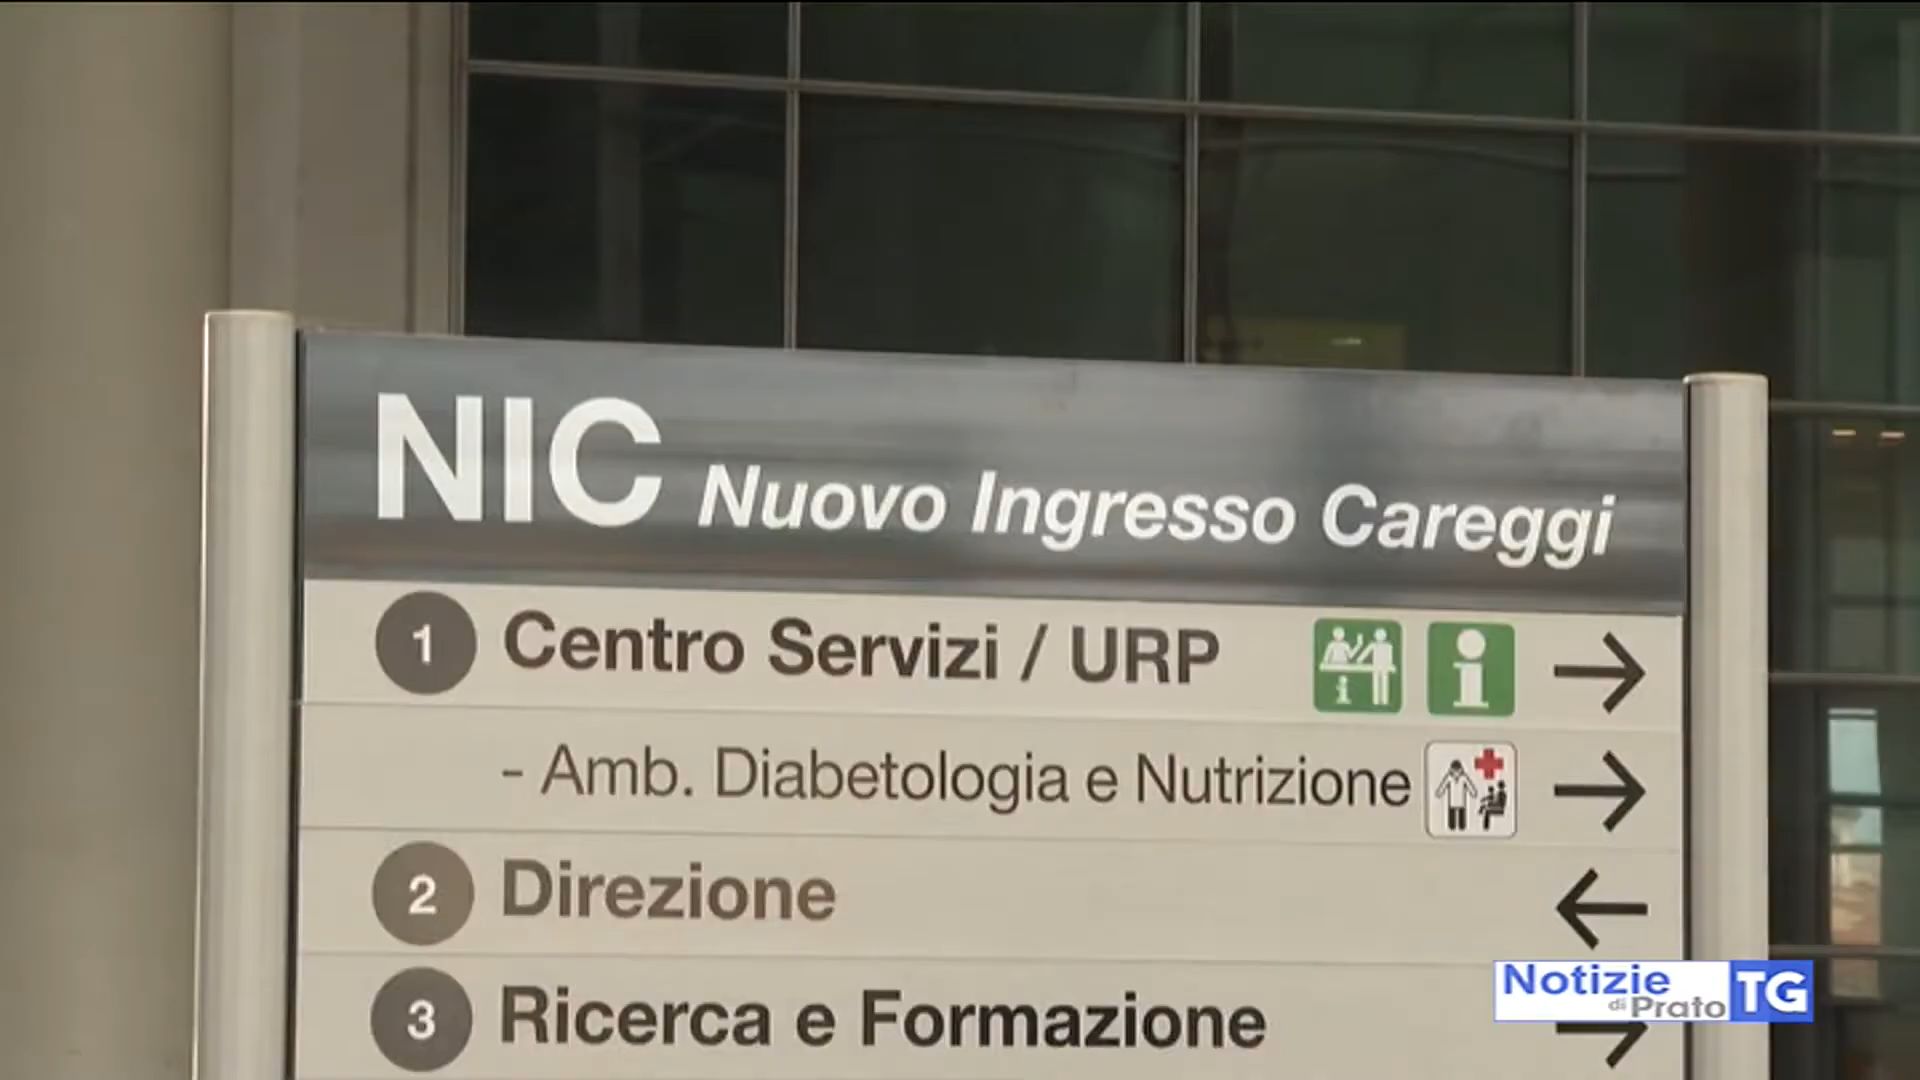 NIC Nuovo Ingresso Careggi
1 Centro Servizi / URP
- Amb. Diabetologia e Nutrizione
2 Direzione
3 Ricerca e Formazione
Notizie di Prato TG